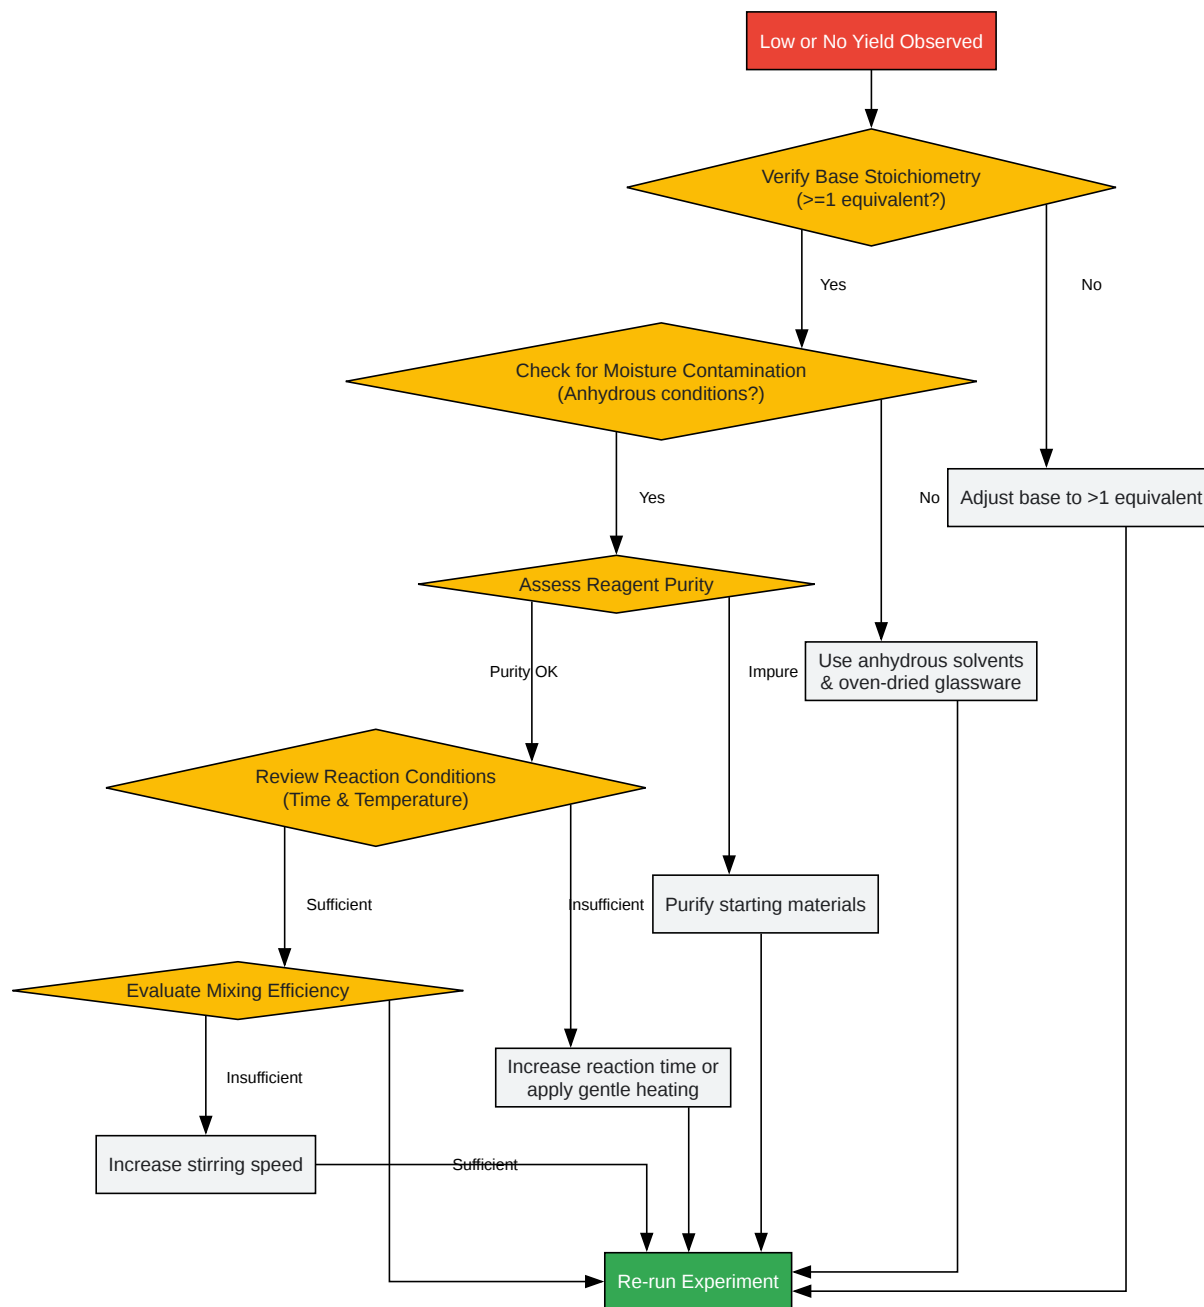 Low or No Yield Observed
Verify Base Stoichiometry
(>=1 equivalent?)
Yes
No
Check for Moisture Contamination
(Anhydrous conditions?)
Yes
No
Adjust base to >1 equivalent
Assess Reagent Purity
Purity OK
Impure
Use anhydrous solvents
& oven-dried glassware
Review Reaction Conditions
(Time & Temperature)
Sufficient
Insufficient
Purify starting materials
Evaluate Mixing Efficiency
Insufficient
Increase reaction time or
apply gentle heating
Increase stirring speed
Sufficient
Re-run Experiment